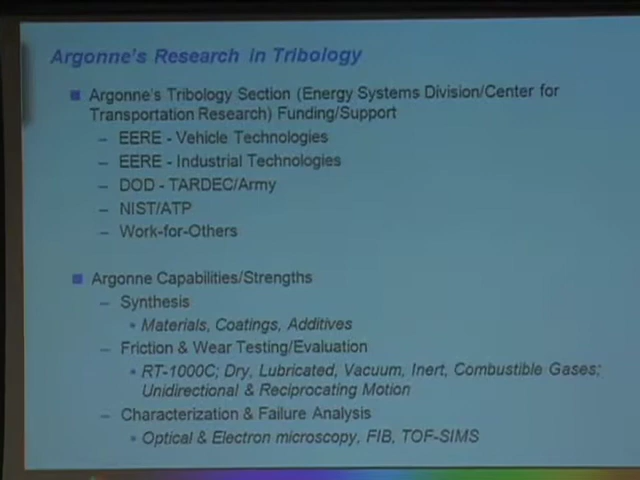 Argonne's Research in Tribology
Argonne's Tribology Section (Energy Systems Division/Center for
Transportation Research) Funding/Support
– EERE - Vehicle Technologies
– EERE - Industrial Technologies
– DOD - TARDEC/Army
– NIST/ATP
– Work-for-Others
Argonne Capabilities/Strengths
– Synthesis
• Materials, Coatings, Additives
– Friction & Wear Testing/Evaluation
• RT-1000C; Dry, Lubricated, Vacuum, Inert, Combustible Gases;
Unidirectional & Reciprocating Motion
– Characterization & Failure Analysis
• Optical & Electron microscopy, FIB, TOF-SIMS